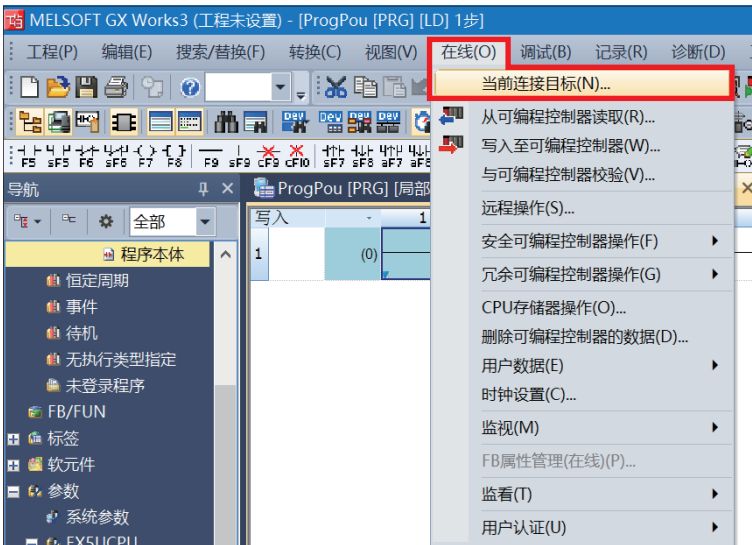 MELSOFT GX Works3 (工程未设置) - [ProgPou [PRG] [LD] 1步]
工程(P) 编辑(E) 搜索/替换(F) 转换(C) 视图(V) 在线(O) 调试(B) 记录(R) 诊断(D)
当前连接目标(N)...
从可编程控制器读取(R)...
写入至可编程控制器(W)...
与可编程控制器校验(V)...
远程操作(S)...
安全可编程控制器操作(F)
冗余可编程控制器操作(G)
CPU存储器操作(O)...
删除可编程控制器的数据(D)...
用户数据(E)
时钟设置(C)...
监视(M)
FB属性管理(在线)(P)...
监看(T)
用户认证(U)
F5 sF5 F6 sF6 F7 F8 F9 sF9 cF9 cF10 sF7 sF8 aF7 aF8
导航
ProgPou [PRG] [局部
全部
写入 1
1 (0)
程序本体
恒定周期
事件
待机
无执行类型指定
未登录程序
FB/FUN
标签
软元件
参数
系统参数
FX5UCPU